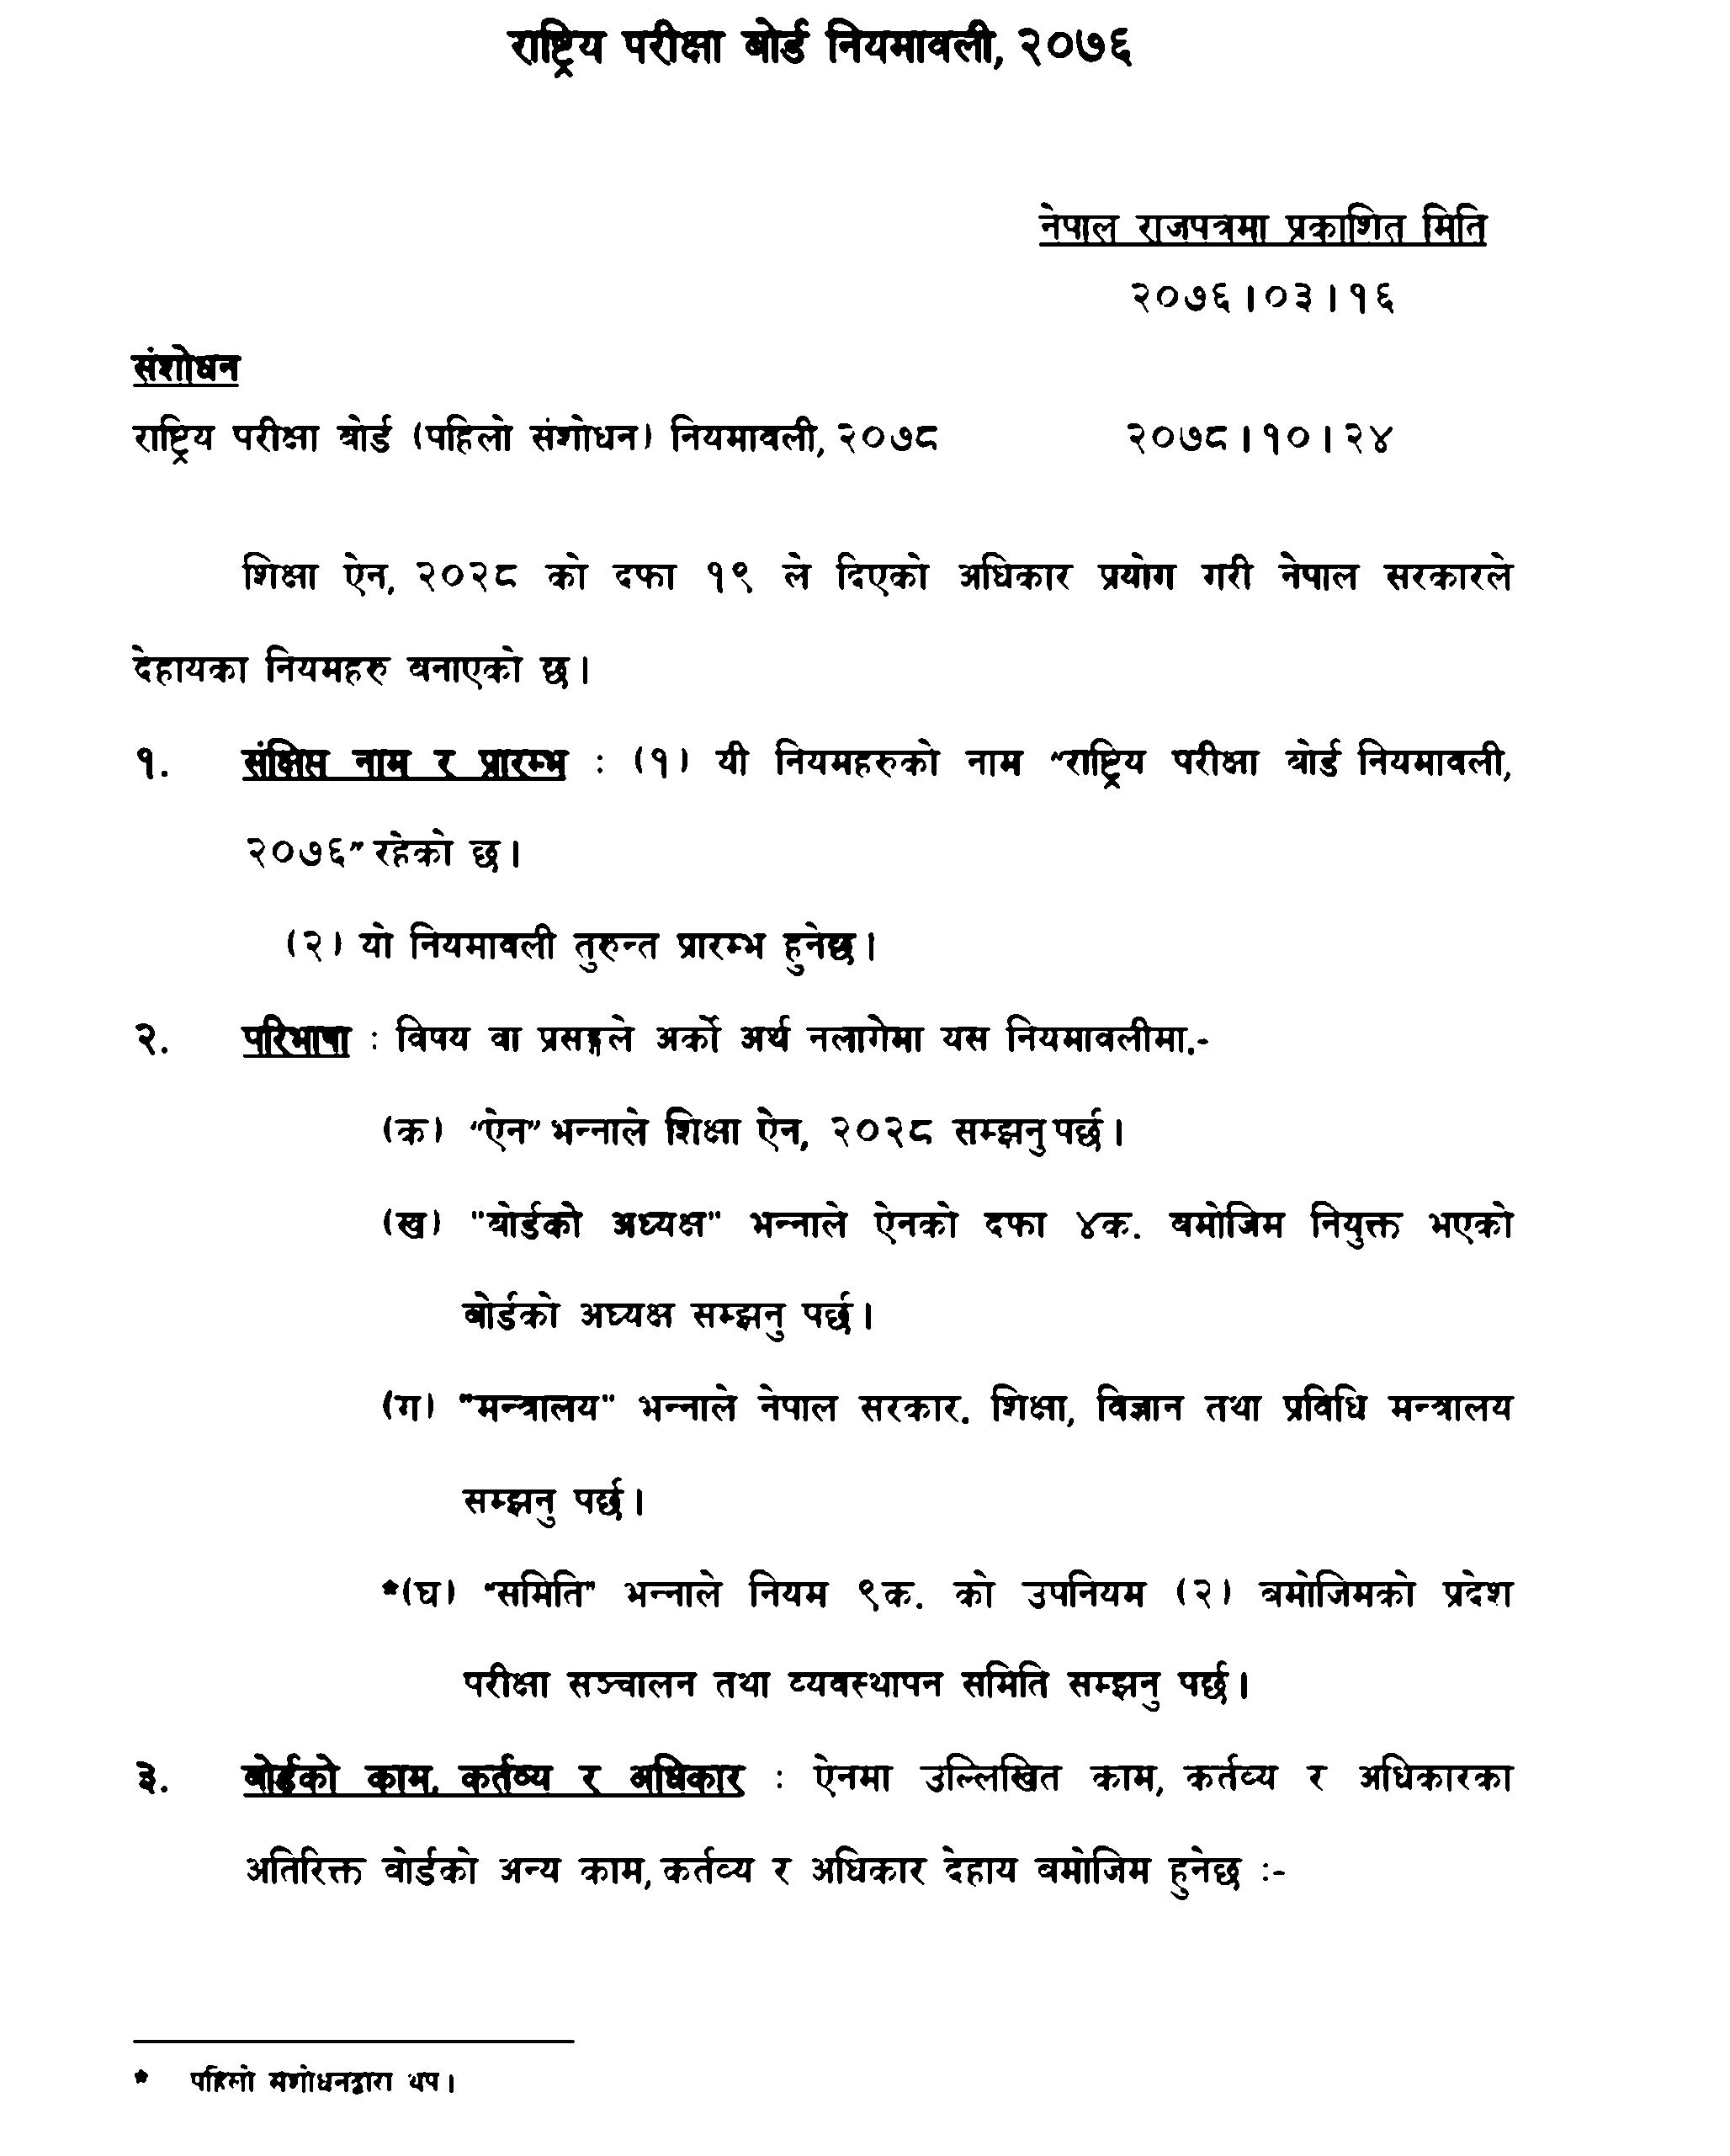 राष्ट्रिय परीक्षा बोर्ड नियमावली, २०७६
नेपाल राजपत्रमा प्रकाशित मिति
२०७६।०३।१६
संशोधन
राष्ट्रिय परीक्षा बोर्ड (पहिलो संशोधन) नियमावली, २०७८ २०७८।१०।२४
शिक्षा ऐन, २०२८ को दफा १९ ले दिएको अधिकार प्रयोग गरी नेपाल सरकारले
देहायका नियमहरु बनाएको छ।
१. संक्षिप्त नाम र प्रारम्भ : (१) यी नियमहरुको नाम "राष्ट्रिय परीक्षा बोर्ड नियमावली,
२०७६" रहेको छ।
(२) यो नियमावली तुरुन्त प्रारम्भ हुनेछ।
२. परिभाषा : विषय वा प्रसङ्गले अर्को अर्थ नलागेमा यस नियमावलीमा,-
(क) "ऐन" भन्नाले शिक्षा ऐन, २०२८ सम्झनु पर्छ।
(ख) "बोर्डको अध्यक्ष" भन्नाले ऐनको दफा ४क. बमोजिम नियुक्त भएको
बोर्डको अध्यक्ष सम्झनु पर्छ।
(ग) "मन्त्रालय" भन्नाले नेपाल सरकार, शिक्षा, विज्ञान तथा प्रविधि मन्त्रालय
सम्झनु पर्छ।
*(घ) "समिति" भन्नाले नियम ९क. को उपनियम (२) बमोजिमको प्रदेश
परीक्षा सञ्चालन तथा व्यवस्थापन समिति सम्झनु पर्छ।
३. बोर्डको काम, कर्तव्य र अधिकार : ऐनमा उल्लिखित काम, कर्तव्य र अधिकारका
अतिरिक्त बोर्डको अन्य काम, कर्तव्य र अधिकार देहाय बमोजिम हुनेछ :-
* पहिलो संशोधनद्वारा थप।